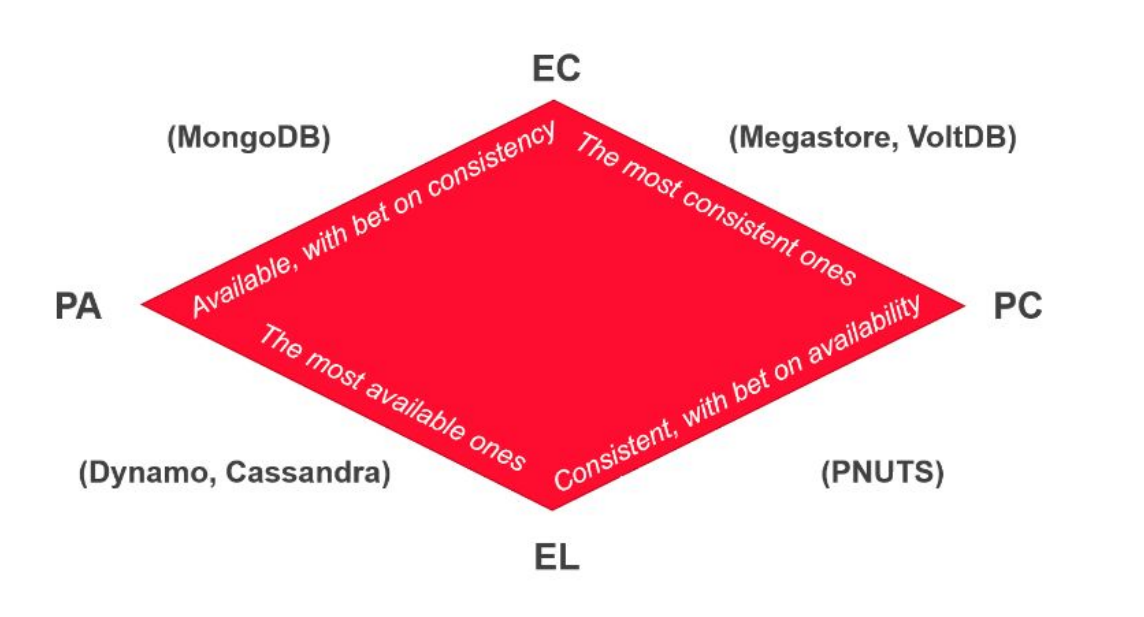 EC
(MongoDB)
(Megastore, VoltDB)
Available, with bet on consistency
The most consistent ones
PA
PC
The most available ones
Consistent, with bet on availability
(Dynamo, Cassandra)
(PNUTS)
EL